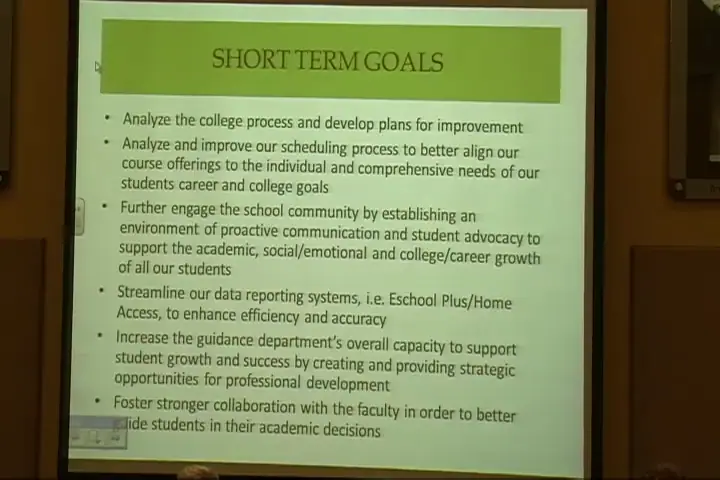 SHORT TERM GOALS
• Analyze the college process and develop plans for improvement
• Analyze and improve our scheduling process to better align our
course offerings to the individual and comprehensive needs of our
students career and college goals
• Further engage the school community by establishing an
environment of proactive communication and student advocacy to
support the academic, social/emotional and college/career growth
of all our students
• Streamline our data reporting systems, i.e. Eschool Plus/Home
Access, to enhance efficiency and accuracy
• Increase the guidance department's overall capacity to support
student growth and success by creating and providing strategic
opportunities for professional development
• Foster stronger collaboration with the faculty in order to better
ide students in their academic decisions